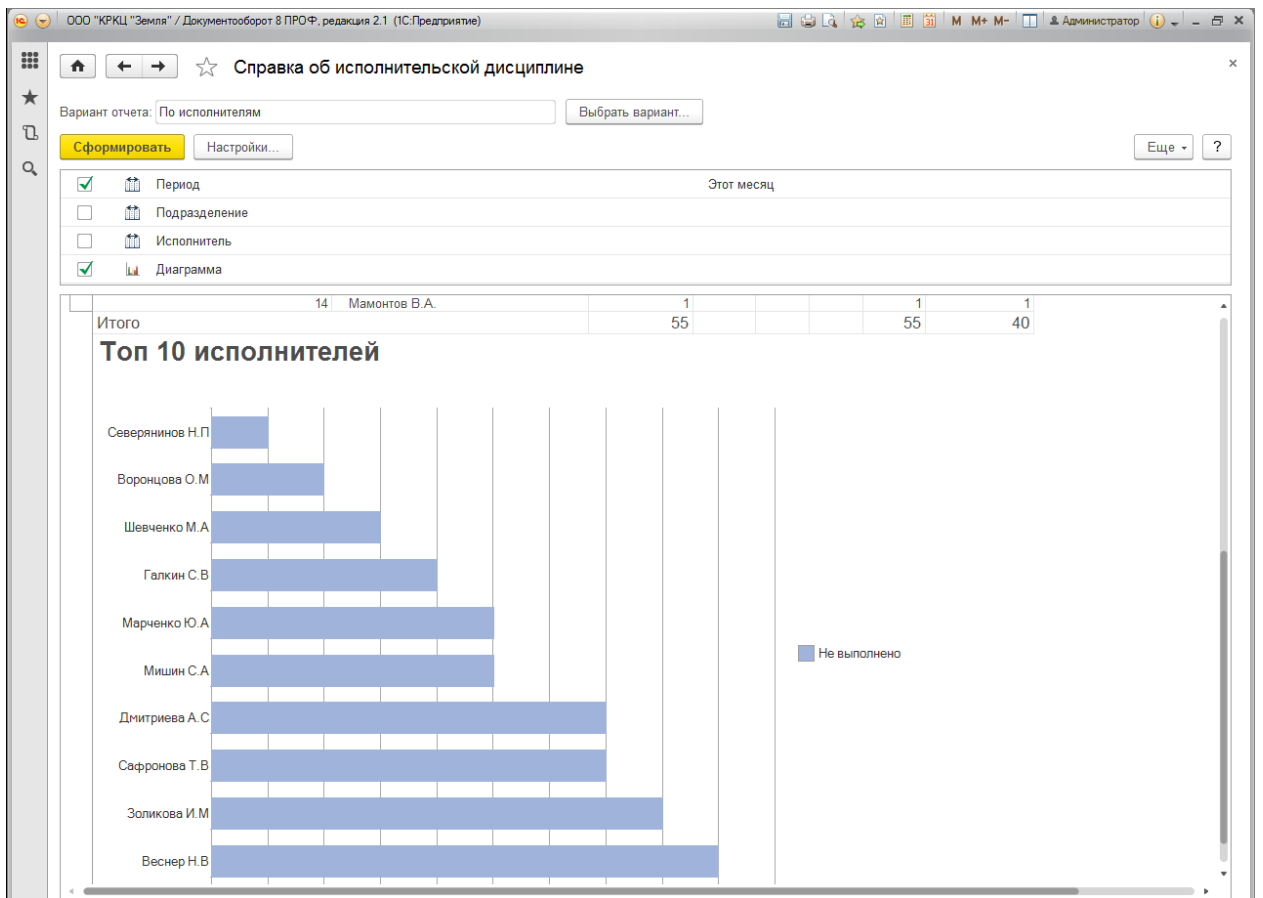 ООО "КРКЦ "Земля" / Документооборот 8 ПРОФ, редакция 2.1 (1С:Предприятие) M M+ M- Администратор
Справка об исполнительской дисциплине
Вариант отчета: По исполнителям Выбрать вариант...
Сформировать Настройки... Еще ?
Период Этот месяц
Подразделение
Исполнитель
Диаграмма
14 Мамонтов В.А. 1 1 1
Итого 55 55 40
Топ 10 исполнителей
Северянинов Н.П
Воронцова О.М
Шевченко М.А
Галкин С.В
Марченко Ю.А
Не выполнено
Мишин С.А
Дмитриева А.С
Сафронова Т.В
Золикова И.М
Веснер Н.В